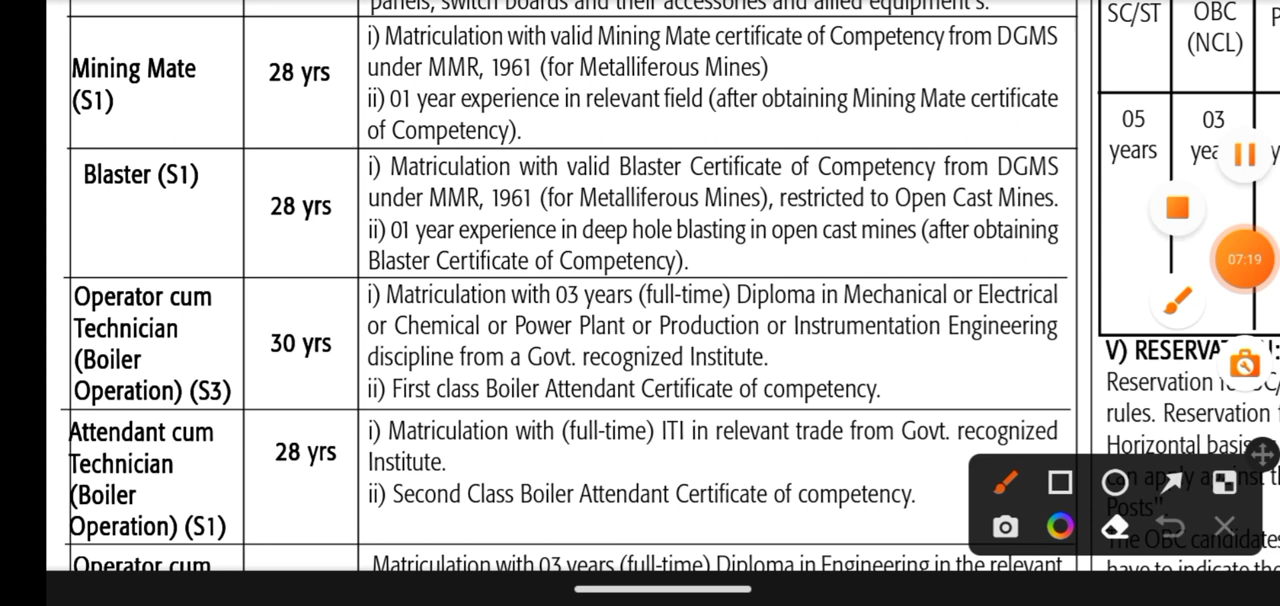 panels, switch boards and their accessories and allied equipment's.
Mining Mate
(S1)
28 yrs
i) Matriculation with valid Mining Mate certificate of Competency from DGMS
under MMR, 1961 (for Metalliferous Mines)
ii) 01 year experience in relevant field (after obtaining Mining Mate certificate
of Competency).
Blaster (S1)
28 yrs
i) Matriculation with valid Blaster Certificate of Competency from DGMS
under MMR, 1961 (for Metalliferous Mines), restricted to Open Cast Mines.
ii) 01 year experience in deep hole blasting in open cast mines (after obtaining
Blaster Certificate of Competency).
Operator cum
Technician
(Boiler
Operation) (S3)
30 yrs
i) Matriculation with 03 years (full-time) Diploma in Mechanical or Electrical
or Chemical or Power Plant or Production or Instrumentation Engineering
discipline from a Govt. recognized Institute.
ii) First class Boiler Attendant Certificate of competency.
Attendant cum
Technician
(Boiler
Operation) (S1)
28 yrs
i) Matriculation with (full-time) ITI in relevant trade from Govt. recognized
Institute.
ii) Second Class Boiler Attendant Certificate of competency.
Operator cum
Matriculation with 03 years (full-time) Diploma in Engineering in the relevant
SC/ST
OBC
(NCL)
05
years
03
07:19
V)
Reservation
rules. Reservation
Horizontal basis
can apply
Posts"
The OBC candidates
have to indicate the